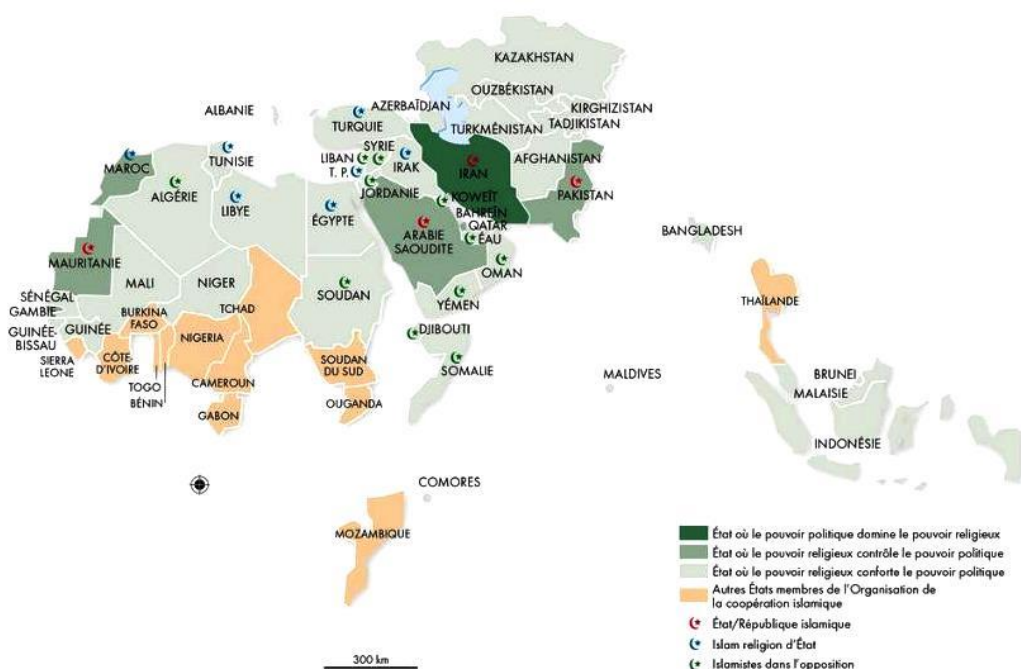 KAZAKHSTAN
OUZBÉKISTAN
ALBANIE
AZERBAÏDJAN
KIRGHIZISTAN
TURQUIE
TURKMÉNISTAN
TADJIKISTAN
SYRIE
MAROC
TUNISIE
LIBAN
IRAK
AFGHANISTAN
T. P.
IRAN
ALGÉRIE
JORDANIE
KOWEÏT
PAKISTAN
LIBYE
ÉGYPTE
BAHREÏN
QATAR
ARABIE
SAOUDITE
ÉAU
BANGLADESH
MAURITANIE
OMAN
MALI
NIGER
SOUDAN
YÉMEN
SÉNÉGAL
GAMBIE
BURKINA
FASO
TCHAD
THAÏLANDE
GUINÉE-
BISSAU
GUINÉE
NIGERIA
DJIBOUTI
SIERRA
LEONE
CÔTE-
D'IVOIRE
SOUDAN
DU SUD
SOMALIE
TOGO
BÉNIN
CAMEROUN
OUGANDA
MALDIVES
BRUNEI
MALAISIE
GABON
INDONÉSIE
COMORES
MOZAMBIQUE
État où le pouvoir politique domine le pouvoir religieux
État où le pouvoir religieux contrôle le pouvoir politique
État où le pouvoir religieux conforte le pouvoir politique
Autres États membres de l'Organisation de
la coopération islamique
État/République islamique
Islam religion d'État
Islamistes dans l'opposition
300 km